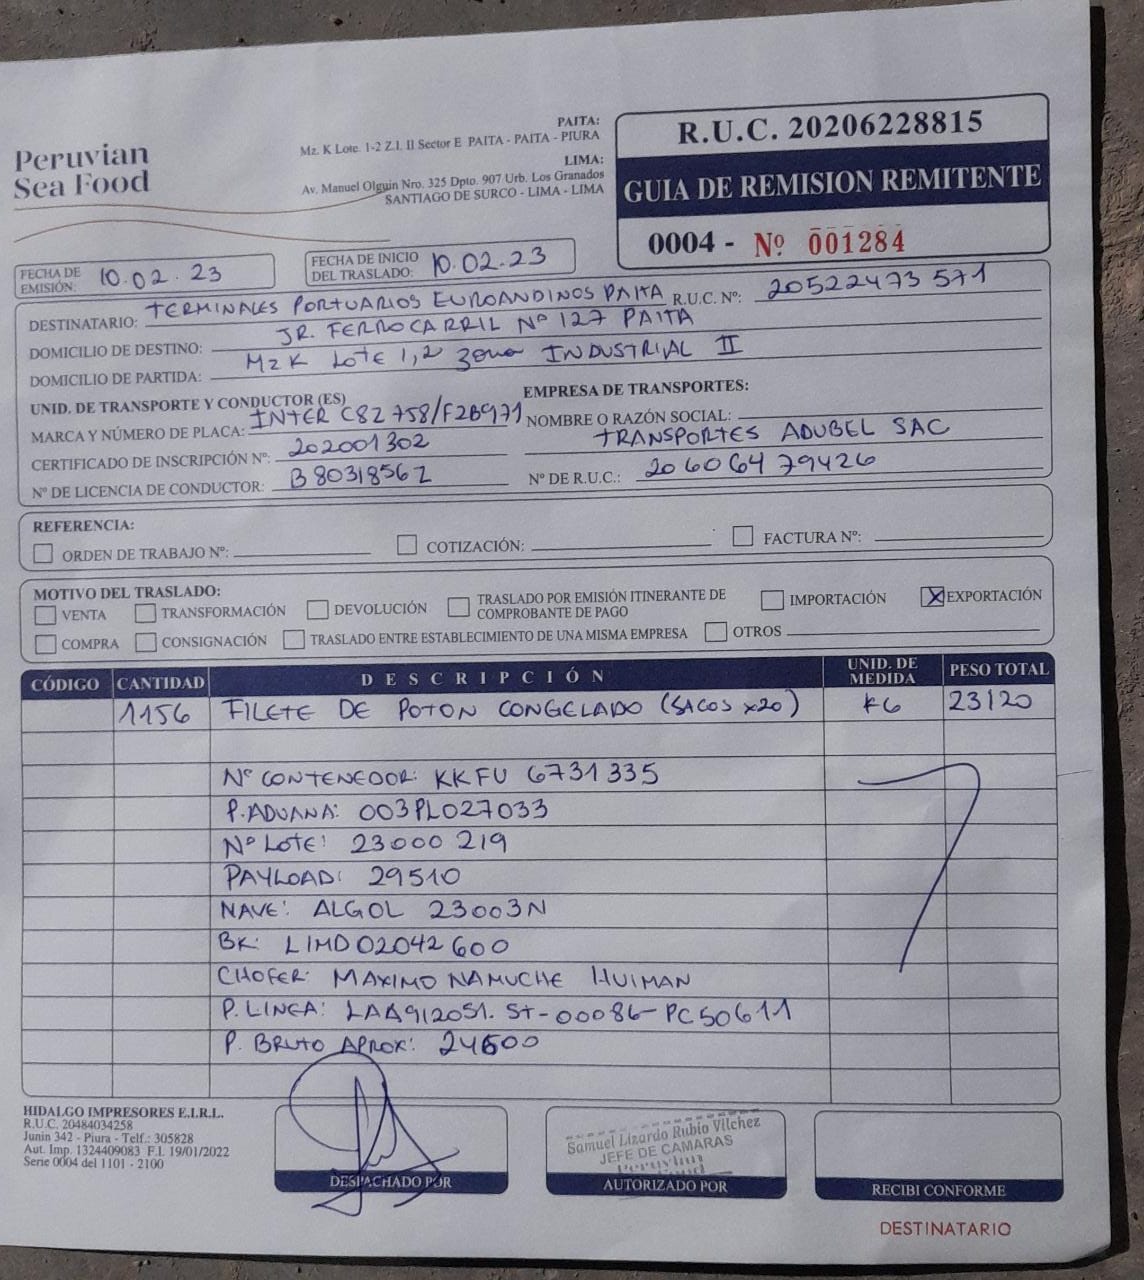 Peruvian
Sea Food
PAITA:
Mz. K Lote. 1-2 Z.I. II Sector E PAITA - PAITA - PIURA
LIMA:
Av. Manuel Olguin Nro. 325 Dpto. 907 Urb. Los Granados
SANTIAGO DE SURCO - LIMA - LIMA
R.U.C. 20206228815
GUIA DE REMISION REMITENTE
0004 - Nº 001284
FECHA DE EMISIÓN: 10.02.23
FECHA DE INICIO DEL TRASLADO: 10.02.23
DESTINATARIO: TERMINALES PORTUARIOS EUROANDINOS PAITA R.U.C. Nº: 20522473571
DOMICILIO DE DESTINO: JR. FERROCARRIL Nº 127 PAITA
DOMICILIO DE PARTIDA: MZ K LOTE 1,2 zona INDUSTRIAL II
UNID. DE TRANSPORTE Y CONDUCTOR (ES)
EMPRESA DE TRANSPORTES:
MARCA Y NÚMERO DE PLACA: INTER C82 758/F2B971
NOMBRE O RAZÓN SOCIAL:
TRANSPORTES ADUBEL SAC
CERTIFICADO DE INSCRIPCIÓN Nº: 202001302
Nº DE LICENCIA DE CONDUCTOR: B80318562
Nº DE R.U.C.: 20606479426
REFERENCIA:
ORDEN DE TRABAJO Nº:
COTIZACIÓN:
FACTURA Nº:
MOTIVO DEL TRASLADO:
VENTA
TRANSFORMACIÓN
DEVOLUCIÓN
TRASLADO POR EMISIÓN ITINERANTE DE
COMPROBANTE DE PAGO
IMPORTACIÓN
X EXPORTACIÓN
COMPRA
CONSIGNACIÓN
TRASLADO ENTRE ESTABLECIMIENTO DE UNA MISMA EMPRESA
OTROS
CÓDIGO CANTIDAD DESCRIPCIÓN UNID. DE MEDIDA PESO TOTAL
1156 FILETE DE POTON CONGELADO (SACOS x20) KG 23120
Nº CONTENEDOR: KKFU 6731335
P. ADUANA: 003PL027033
Nº LOTE: 23000219
PAYLOAD: 29510
NAVE: ALGOL 23003N
BK: LIMD02042600
CHOFER: MAXIMO NAMUCHE HUIMAN
P. LINEA: LAA912051. ST-00086-PC50611
P. BRUTO APROX: 24500
HIDALGO IMPRESORES E.I.R.L.
R.U.C. 20484034258
Junin 342 - Piura - Telf.: 305828
Aut. Imp. 1324409083 F.I. 19/01/2022
Serie 0004 del 1101 - 2100
DESPACHADO POR
Samuel Lizardo Rubio Vilchez
JEFE DE CAMARAS
AUTORIZADO POR
RECIBI CONFORME
DESTINATARIO